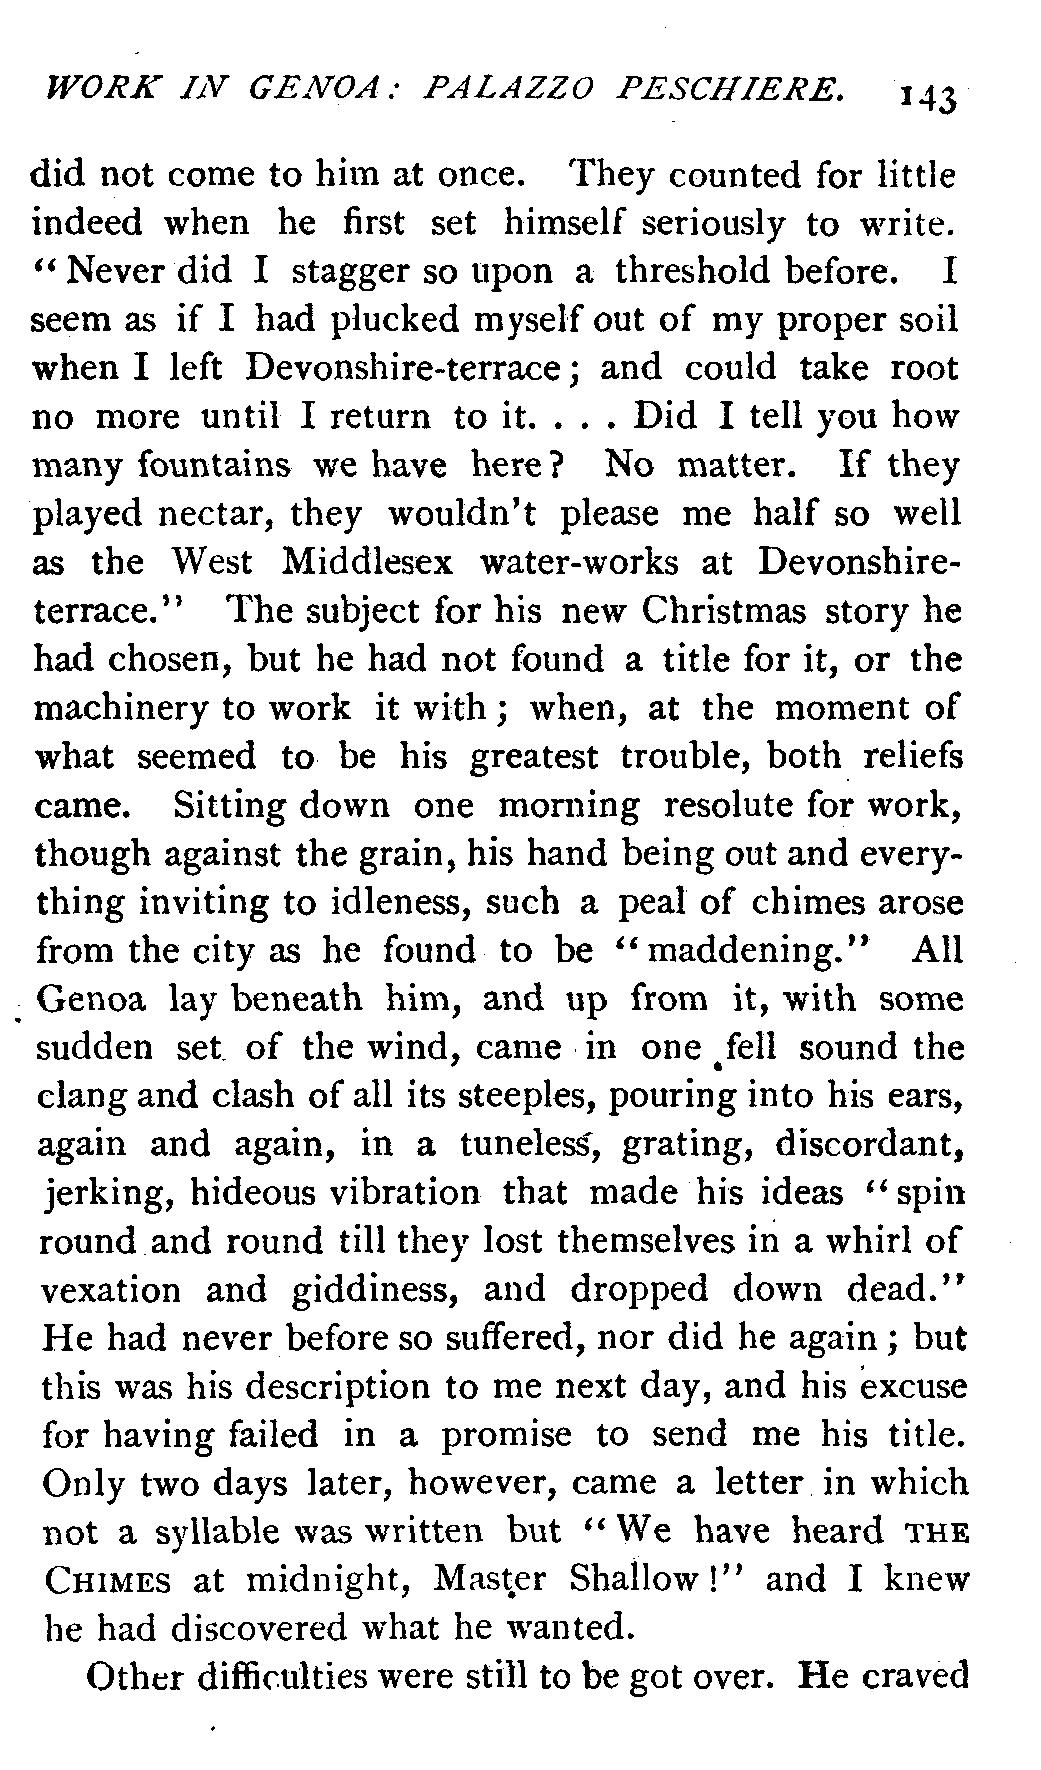 WORK IN GENOA: PALAZZO PESCHIERE. 143
did not come to him at once. They counted for little
indeed when he first set himself seriously to write.
"Never did I stagger so upon a threshold before. I
seem as if I had plucked myself out of my proper soil
when I left Devonshire-terrace; and could take root
no more until I return to it. . . . Did I tell you how
many fountains we have here? No matter. If they
played nectar, they wouldn't please me half so well
as the West Middlesex water-works at Devonshire-
terrace." The subject for his new Christmas story he
had chosen, but he had not found a title for it, or the
machinery to work it with; when, at the moment of
what seemed to be his greatest trouble, both reliefs
came. Sitting down one morning resolute for work,
though against the grain, his hand being out and every-
thing inviting to idleness, such a peal of chimes arose
from the city as he found to be "maddening." All
Genoa lay beneath him, and up from it, with some
sudden set of the wind, came in one fell sound the
clang and clash of all its steeples, pouring into his ears,
again and again, in a tuneless, grating, discordant,
jerking, hideous vibration that made his ideas "spin
round and round till they lost themselves in a whirl of
vexation and giddiness, and dropped down dead."
He had never before so suffered, nor did he again; but
this was his description to me next day, and his excuse
for having failed in a promise to send me his title.
Only two days later, however, came a letter in which
not a syllable was written but "We have heard THE
CHIMES at midnight, Master Shallow!" and I knew
he had discovered what he wanted.
Other difficulties were still to be got over. He craved